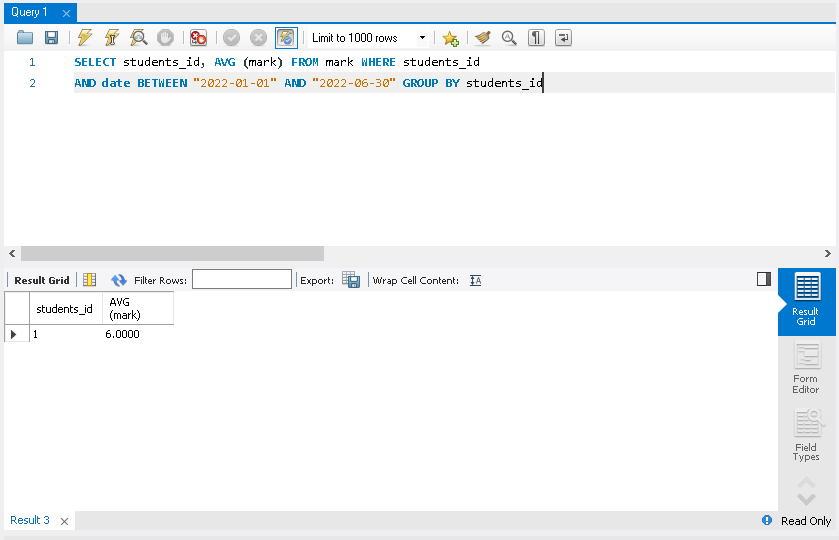 Query 1
Limit to 1000 rows
1 SELECT students_id, AVG (mark) FROM mark WHERE students_id
2 AND date BETWEEN "2022-01-01" AND "2022-06-30" GROUP BY students_id
Result Grid Filter Rows: Export: Wrap Cell Content: IA
students_id AVG
(mark)
1 6.0000
Result
Grid
Form
Editor
Field
Types
Result 3
Read Only